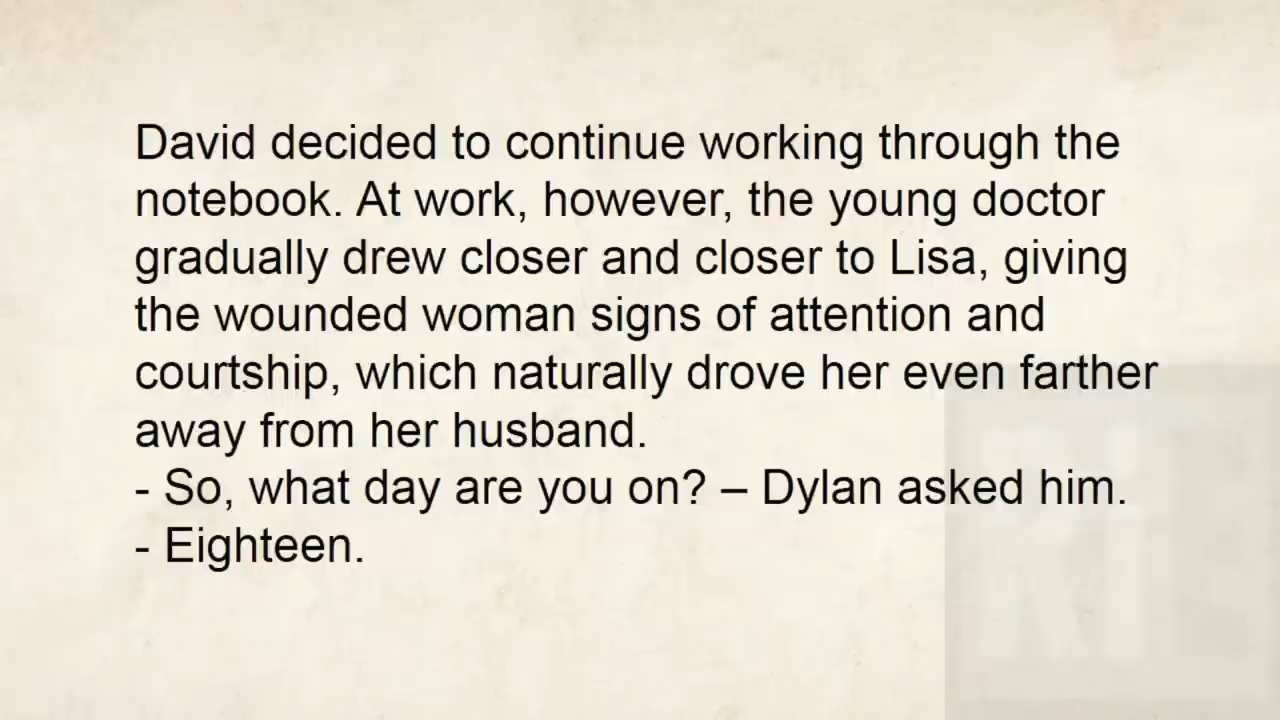 David decided to continue working through the
notebook. At work, however, the young doctor
gradually drew closer and closer to Lisa, giving
the wounded woman signs of attention and
courtship, which naturally drove her even farther
away from her husband.
- So, what day are you on? – Dylan asked him.
- Eighteen.